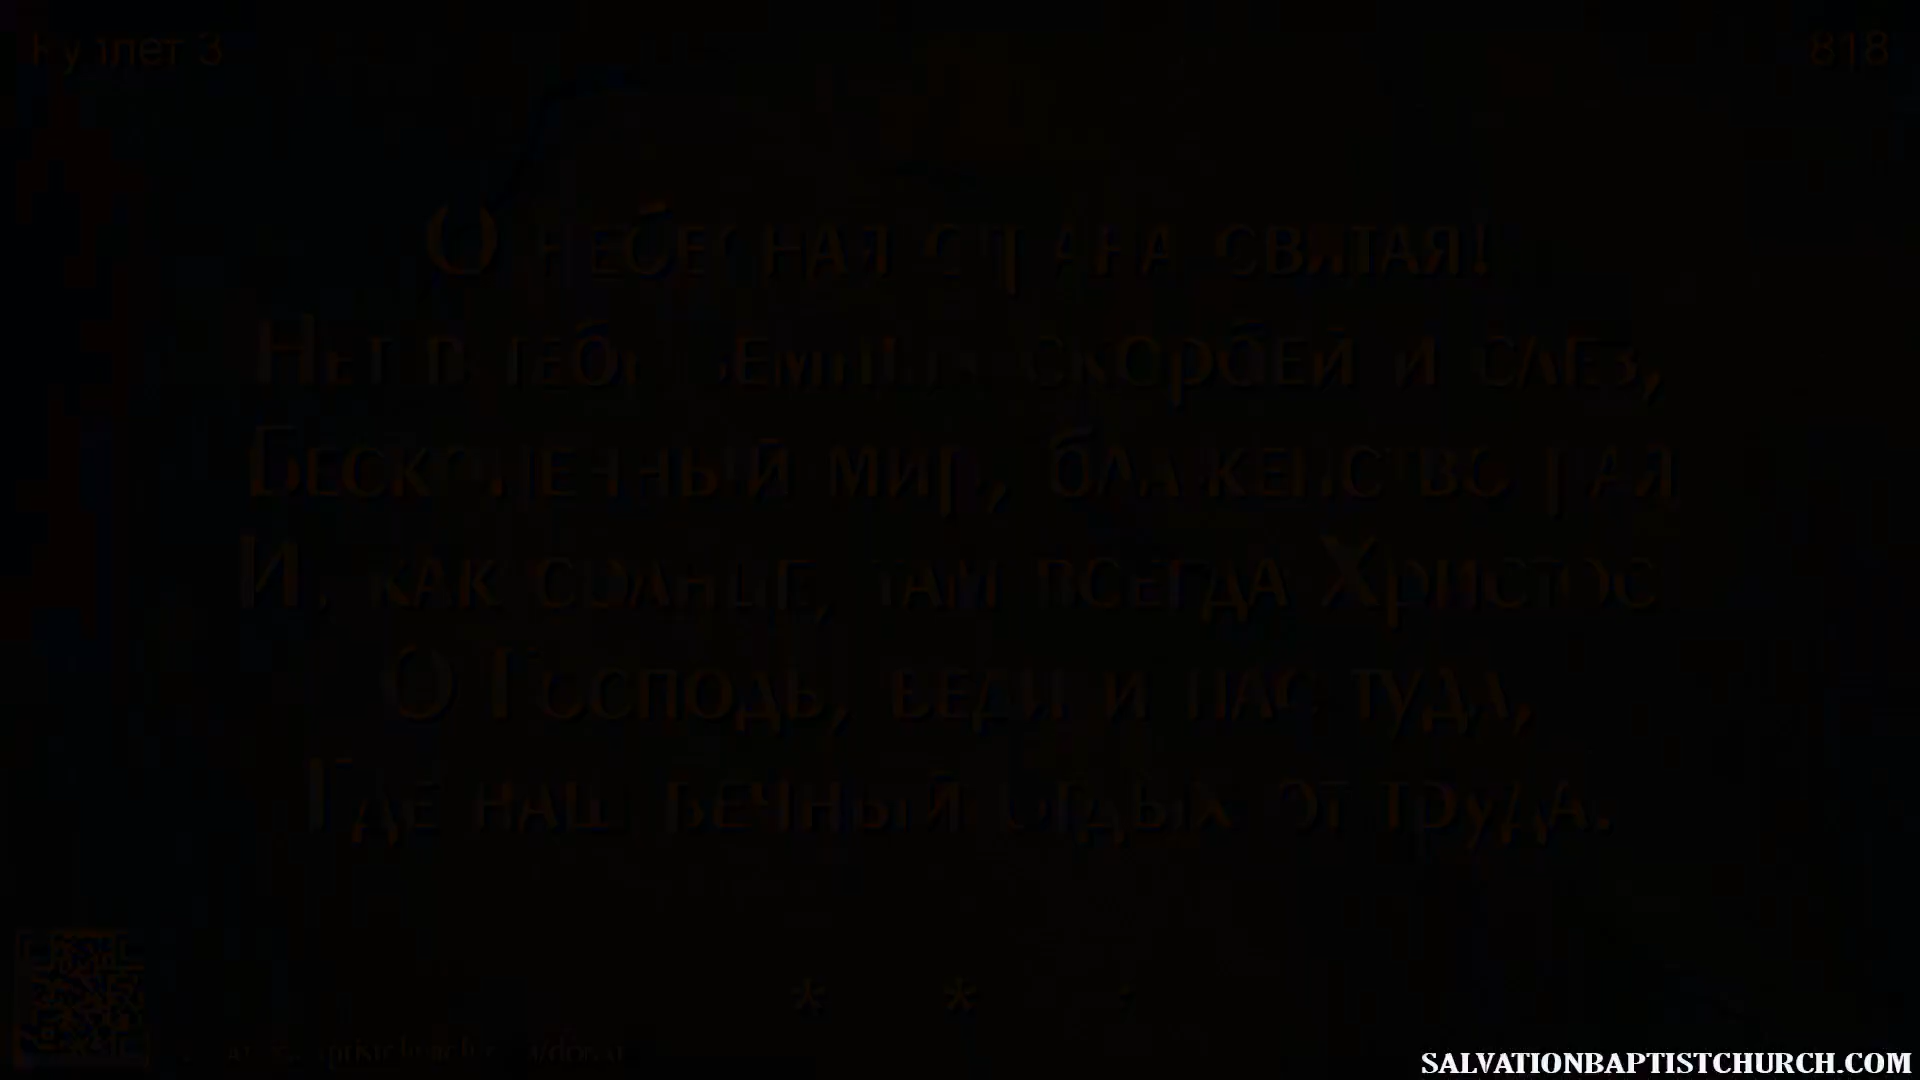 Куплет 3
818
О небесная страна святая!
Нет в тебе земных скорбей и слёз,
Бесконечный мир, блаженство рая
И, как солнце, там всегда Христос
О Господь, веди и нас туда,
Где наш вечный отдых от труда.
* * *
SALVATIONBAPTISTCHURCH.COM